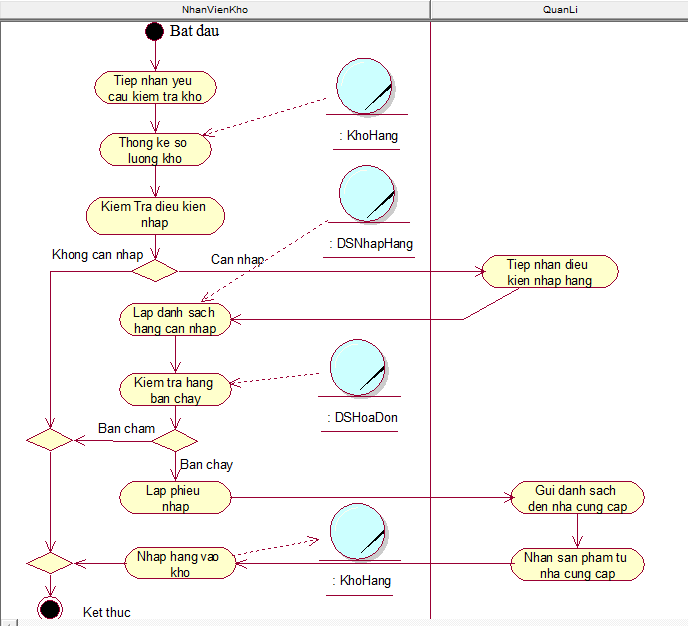 NhanVienKho
QuanLi
Bat dau
Tiep nhan yeu
cau kiem tra kho
: KhoHang
Thong ke so
luong kho
Kiem Tra dieu kien
nhap
: DSNhapHang
Khong can nhap
Can nhap
Tiep nhan dieu
kien nhap hang
Lap danh sach
hang can nhap
Kiem tra hang
ban chay
: DSHoaDon
Ban cham
Ban chay
Lap phieu
nhap
Gui danh sach
den nha cung cap
Nhap hang vao
kho
: KhoHang
Nhan san pham tu
nha cung cap
Ket thuc